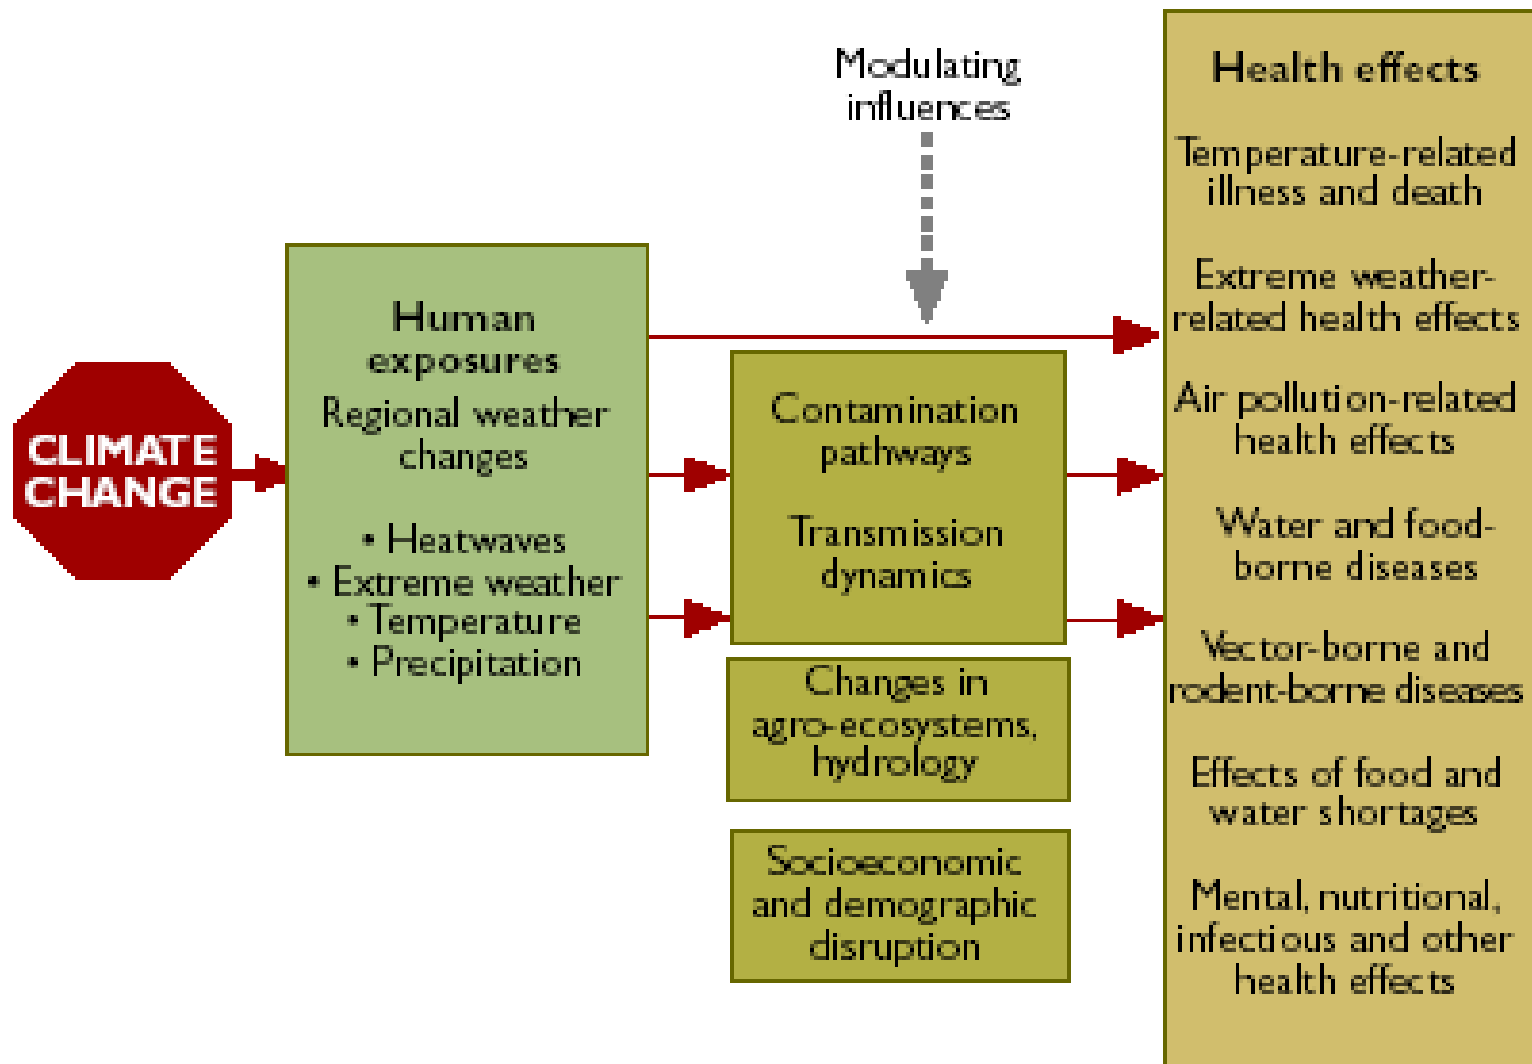 CLIMATE
CHANGE
Human
exposures
Regional weather
changes
• Heatwaves
• Extreme weather
• Temperature
• Precipitation
Modulating
influences
Contamination
pathways
Transmission
dynamics
Changes in
agro-ecosystems,
hydrology
Socioeconomic
and demographic
disruption
Health effects
Temperature-related
illness and death
Extreme weather-
related health effects
Air pollution-related
health effects
Water and food-
borne diseases
Vector-borne and
rodent-borne diseases
Effects of food and
water shortages
Mental, nutritional,
infectious and other
health effects